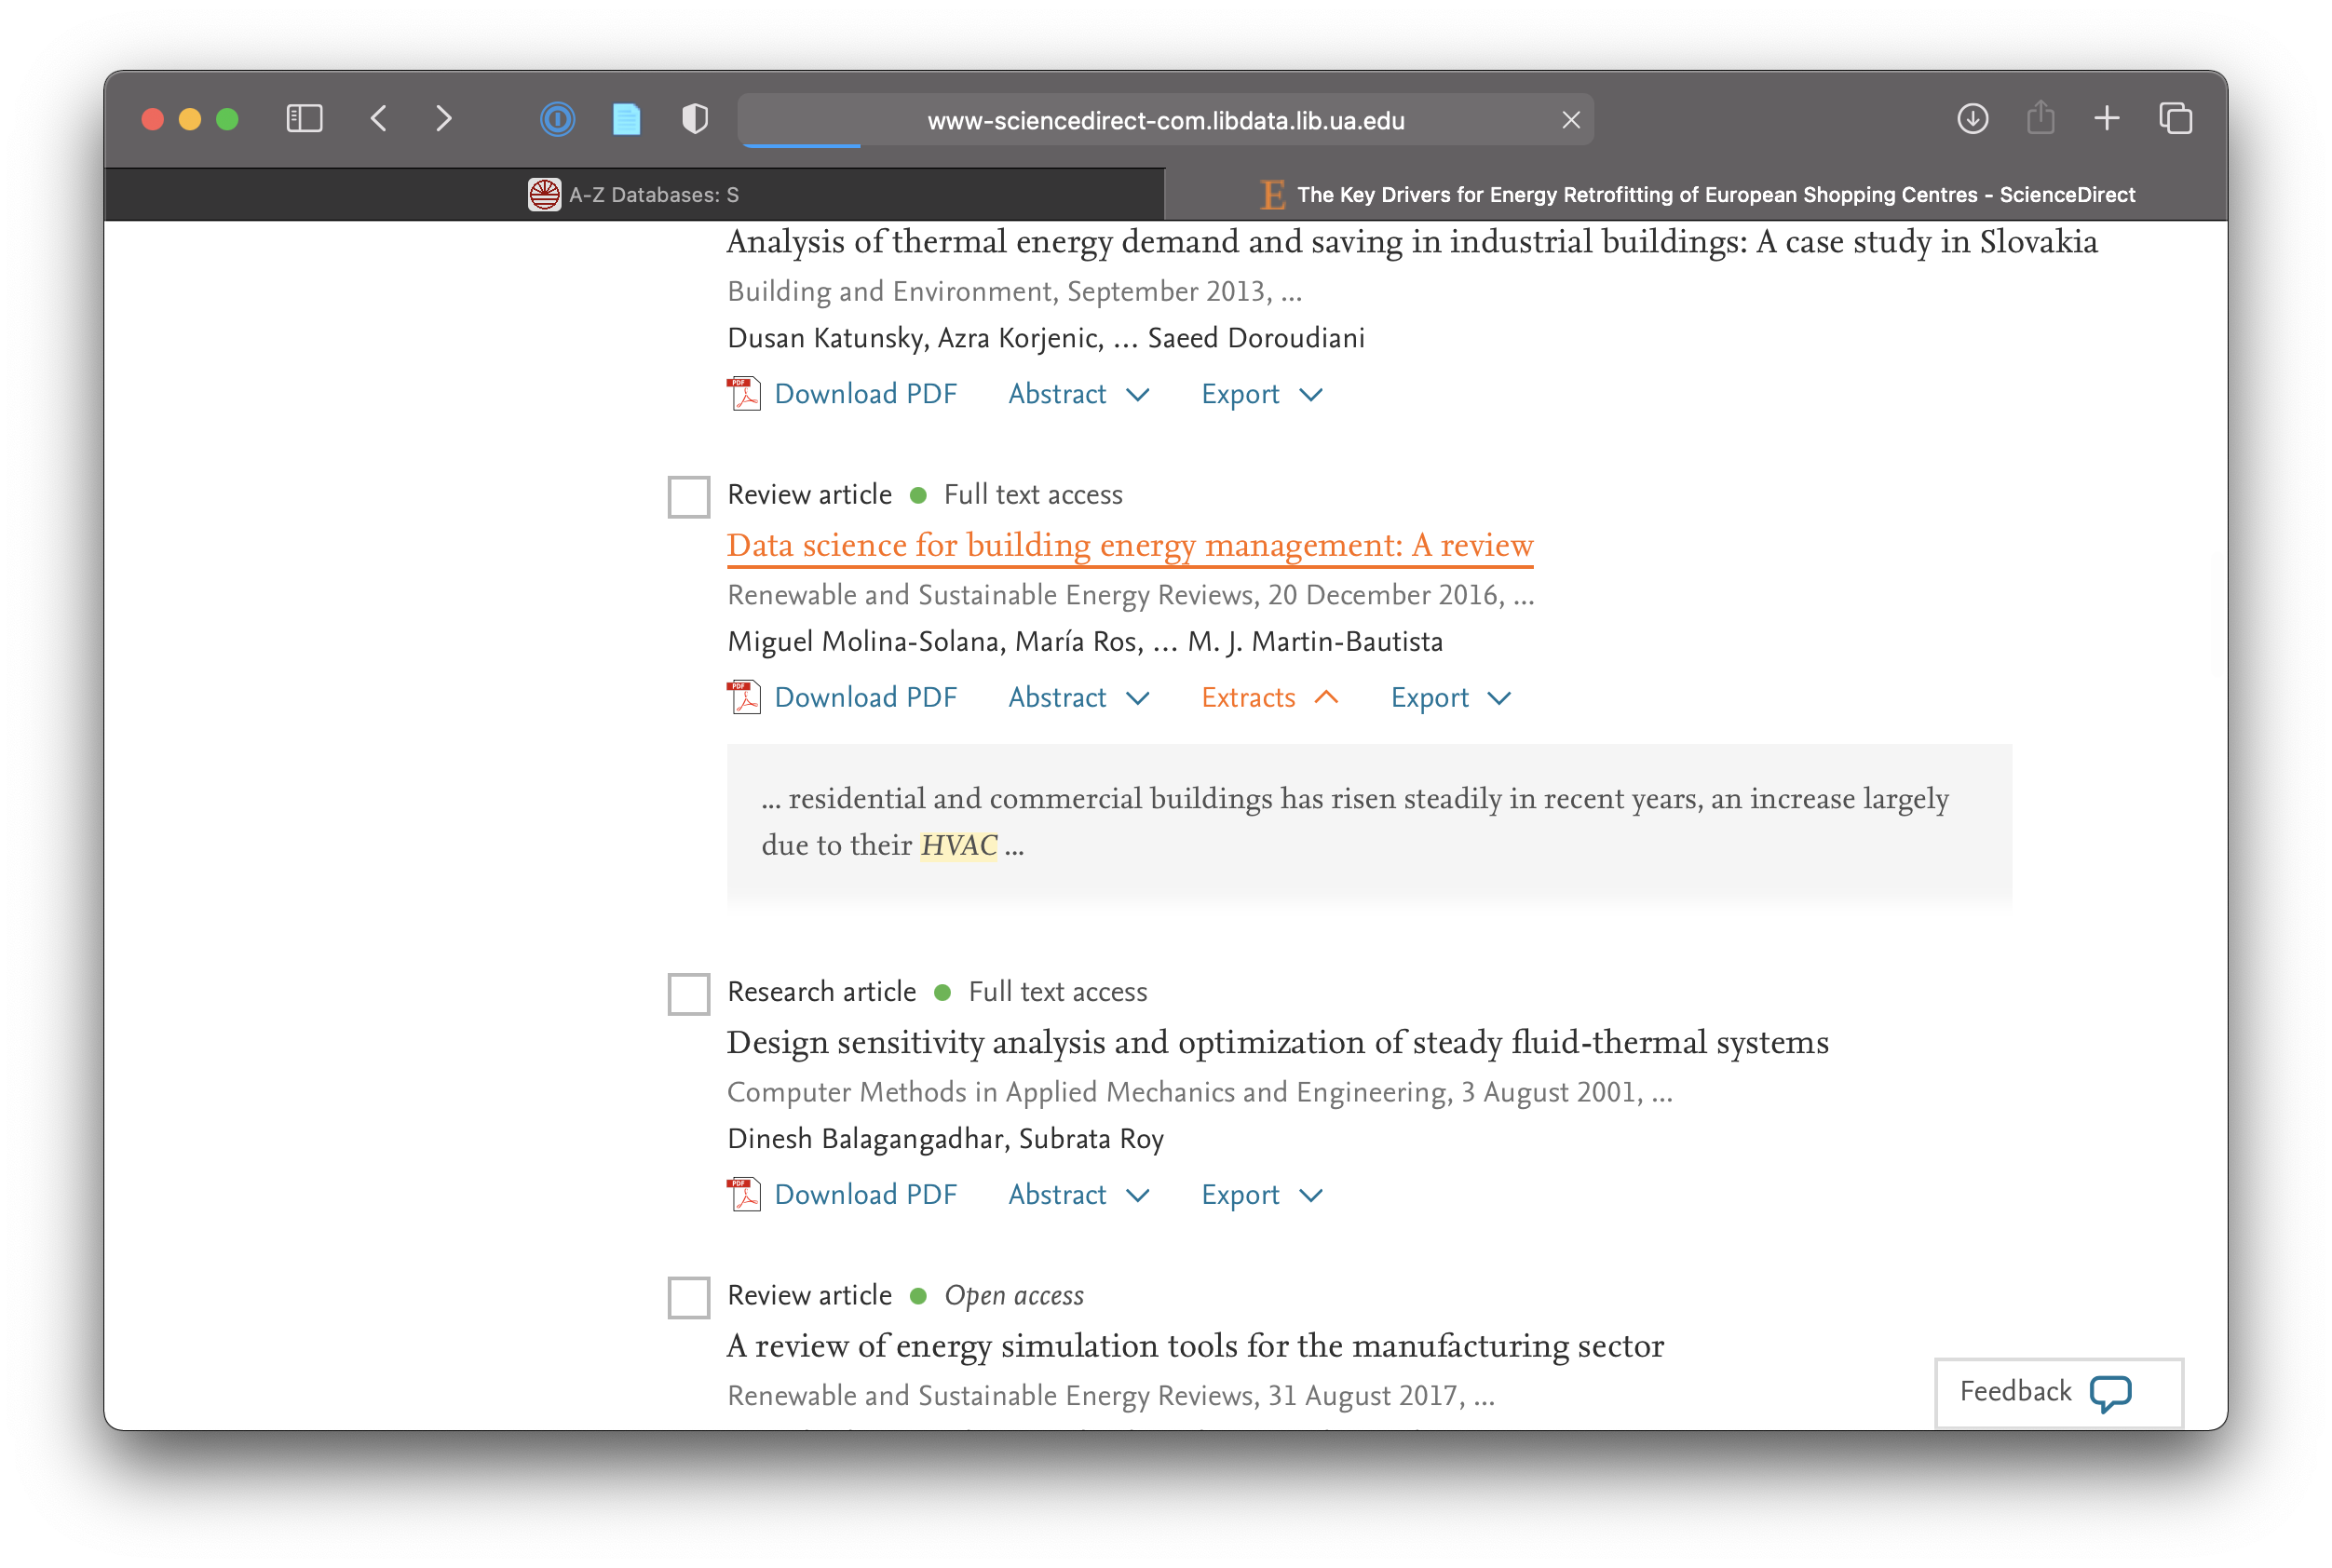 www-sciencedirect-com.libdata.lib.ua.edu
A-Z Databases: S
E The Key Drivers for Energy Retrofitting of European Shopping Centres - ScienceDirect
Analysis of thermal energy demand and saving in industrial buildings: A case study in Slovakia
Building and Environment, September 2013, ...
Dusan Katunsky, Azra Korjenic, … Saeed Doroudiani
PDF Download PDF Abstract Export
Review article Full text access
Data science for building energy management: A review
Renewable and Sustainable Energy Reviews, 20 December 2016, ...
Miguel Molina-Solana, María Ros, … M. J. Martin-Bautista
PDF Download PDF Abstract Extracts Export
... residential and commercial buildings has risen steadily in recent years, an increase largely
due to their HVAC ...
Research article Full text access
Design sensitivity analysis and optimization of steady fluid-thermal systems
Computer Methods in Applied Mechanics and Engineering, 3 August 2001, ...
Dinesh Balagangadhar, Subrata Roy
PDF Download PDF Abstract Export
Review article Open access
A review of energy simulation tools for the manufacturing sector
Renewable and Sustainable Energy Reviews, 31 August 2017, ...
Feedback